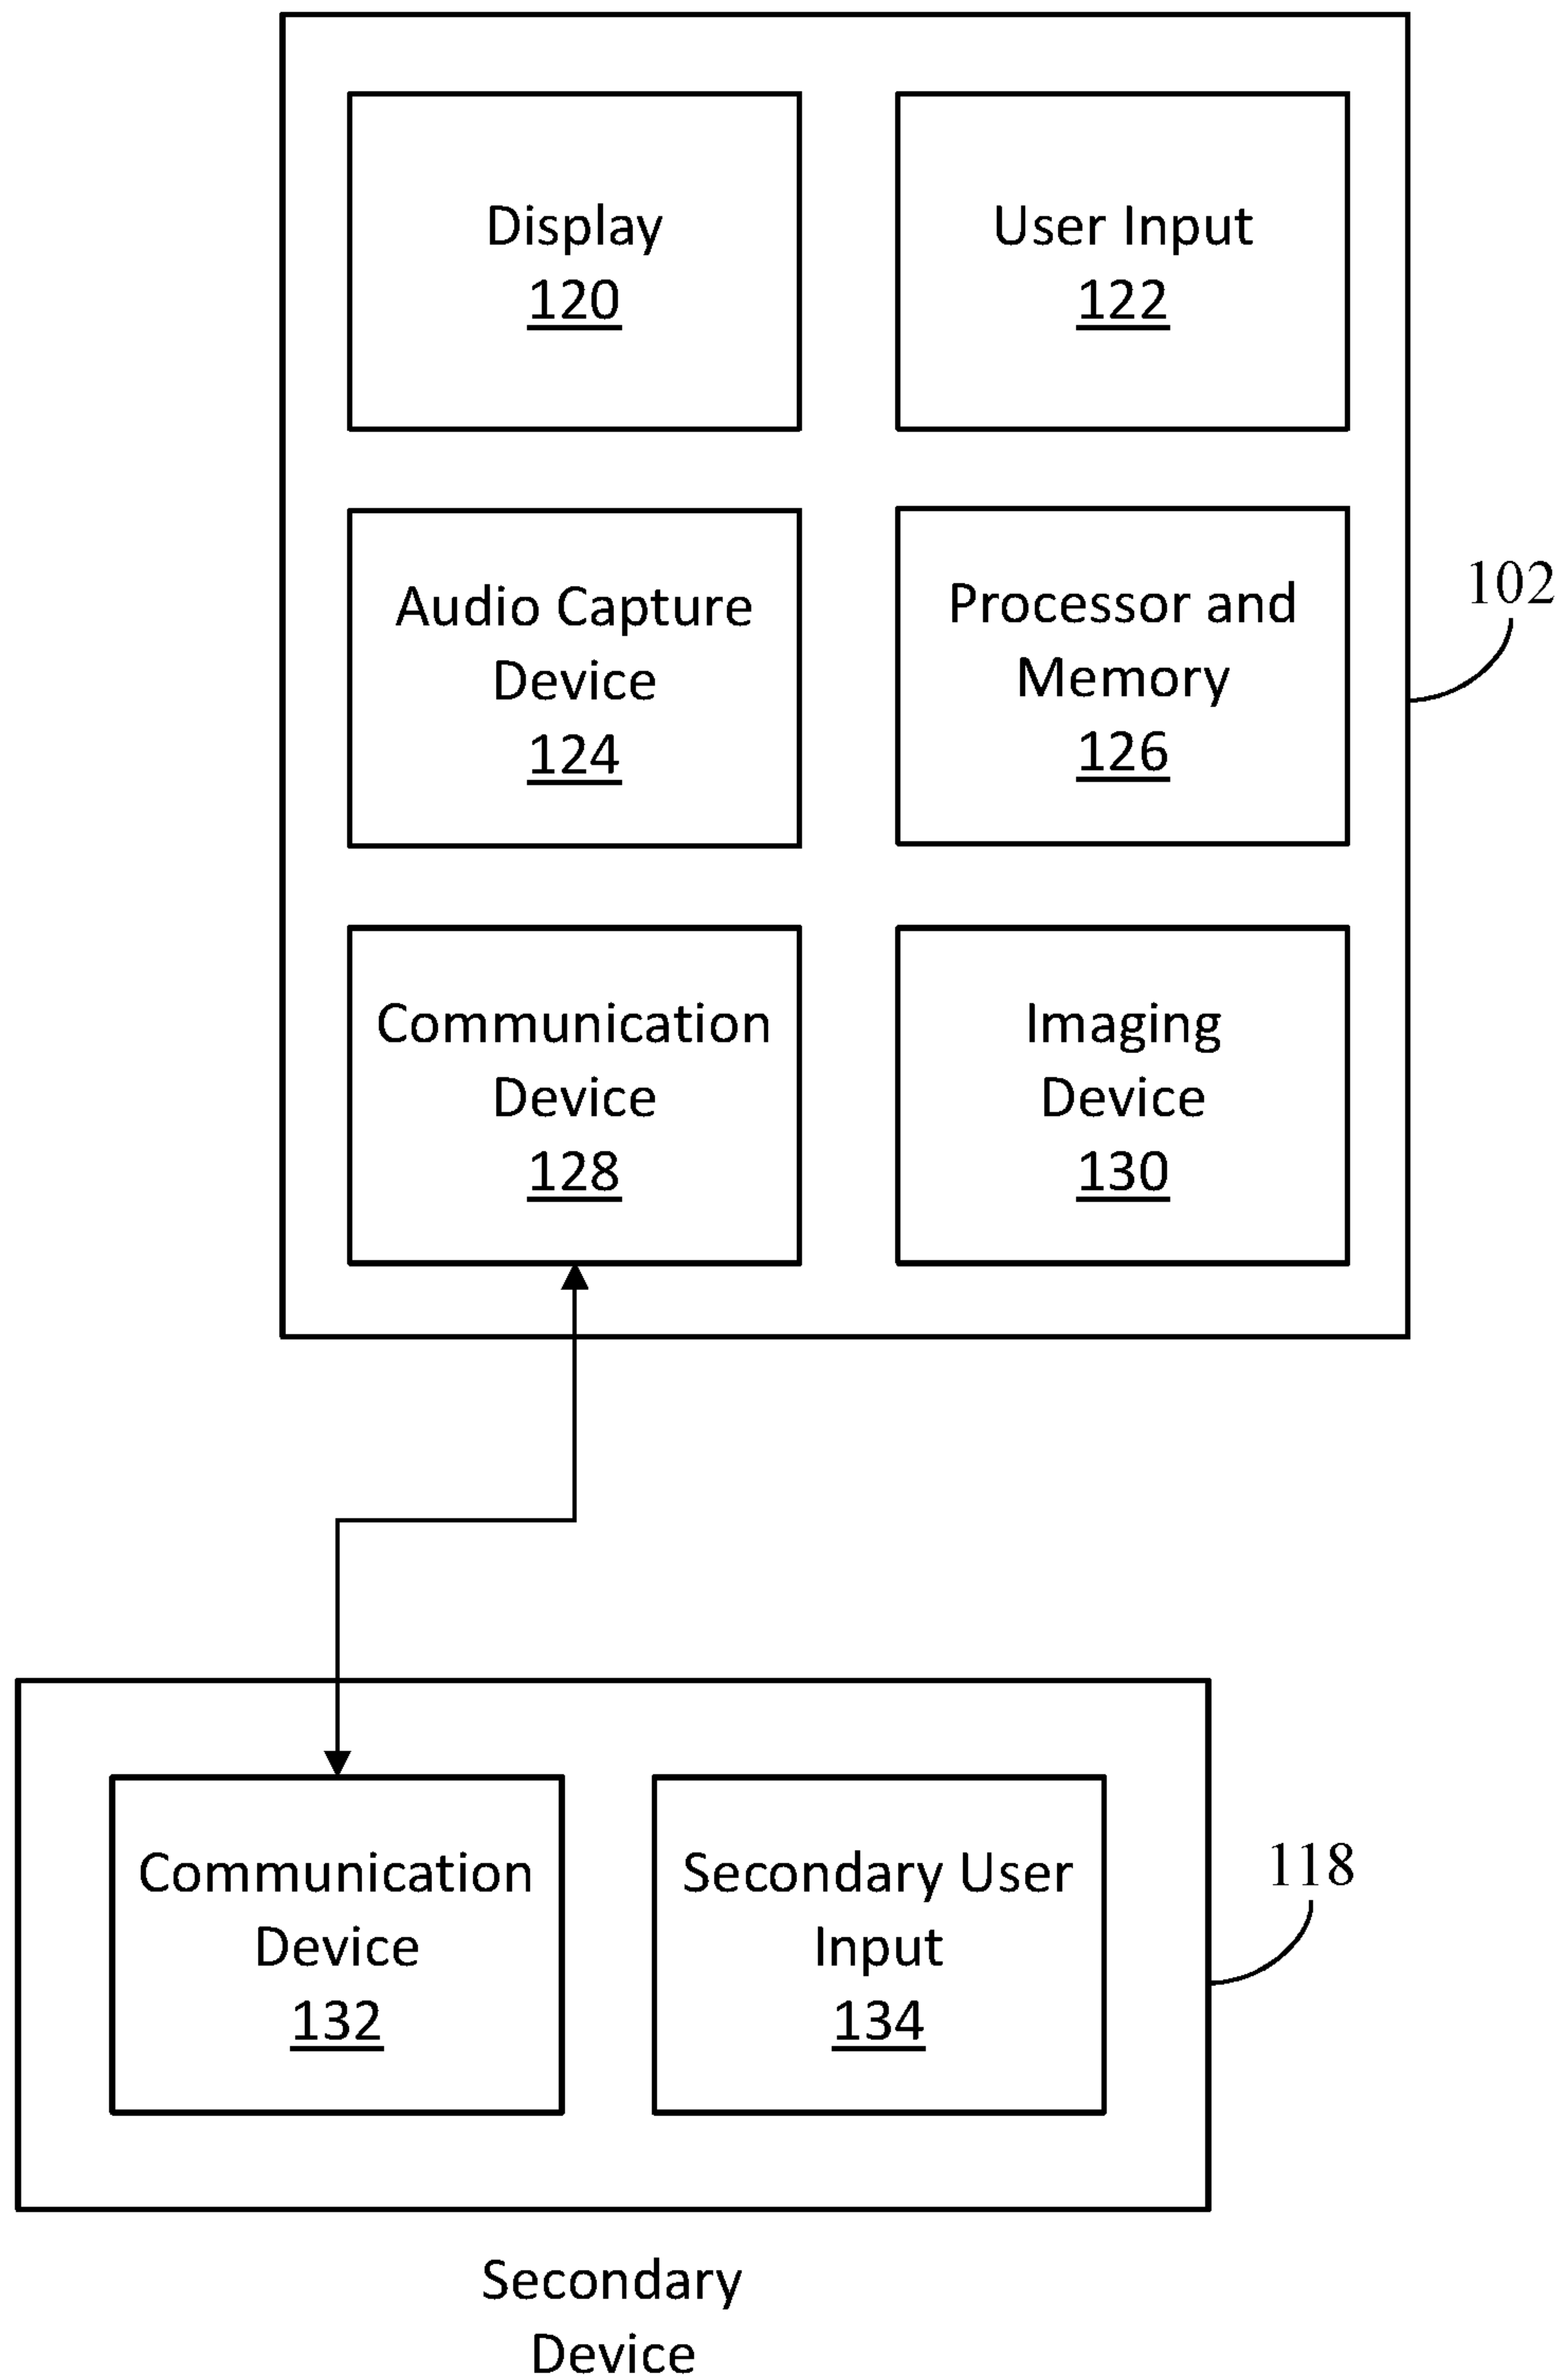 Display
120
User Input
122
Audio Capture
Device
124
Processor and
Memory
126
102
Communication
Device
128
Imaging
Device
130
Communication
Device
132
Secondary User
Input
134
118
Secondary
Device